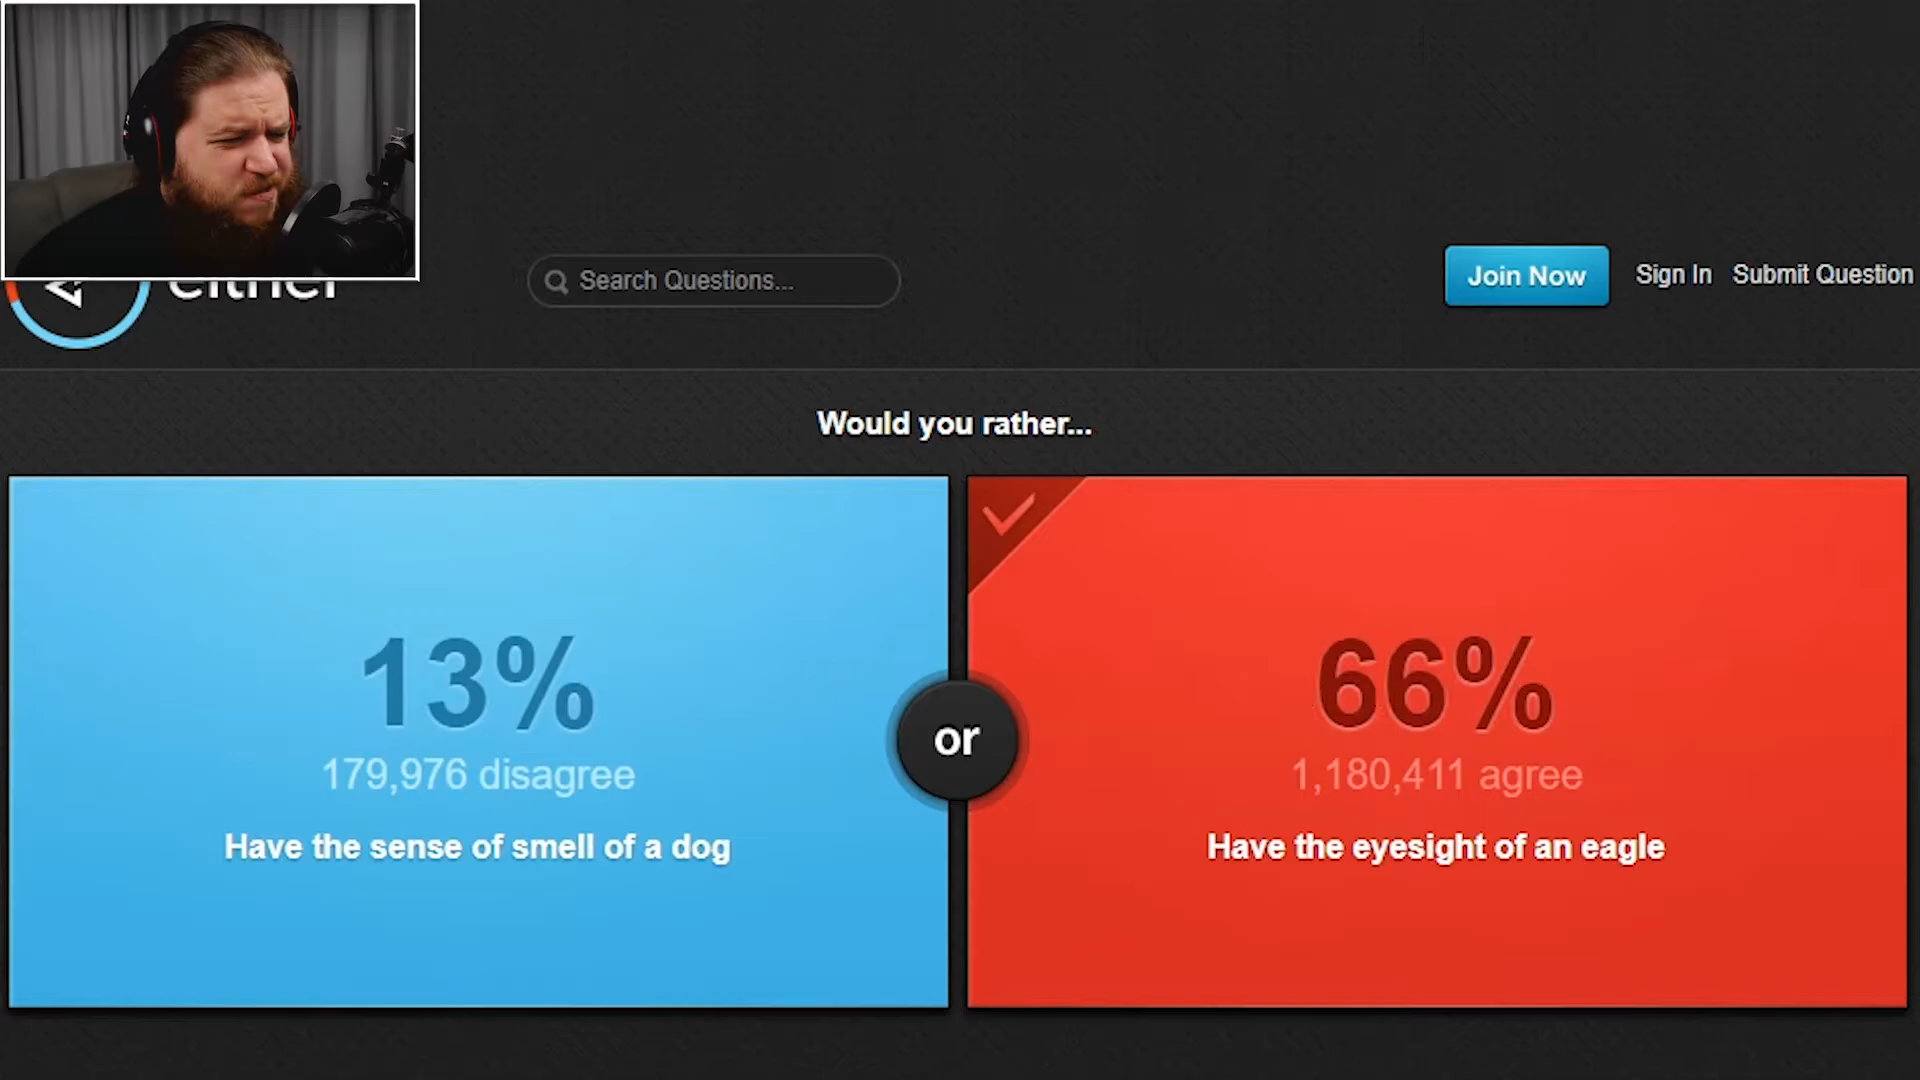 either
Search Questions...
Join Now
Sign In
Submit Question
Would you rather...
13%
179,976 disagree
Have the sense of smell of a dog
or
66%
1,180,411 agree
Have the eyesight of an eagle